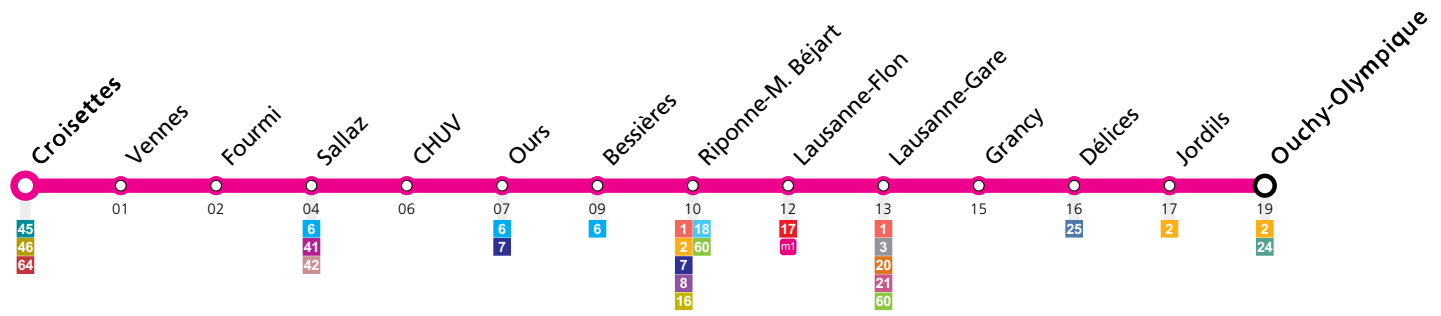 Croisettes
Vennes
Fourmi
Sallaz
CHUV
Ours
Bessières
Riponne-M. Béjart
Lausanne-Flon
Lausanne-Gare
Grancy
Délices
Jordils
Ouchy-Olympique
01 02 04 06 07 09 10 12 13 15 16 17 19
45 6 6 6 1 18 17 1 25 2 2
46 41 7 2 60 m1 3 24
64 42 7 20
8 21
16 60